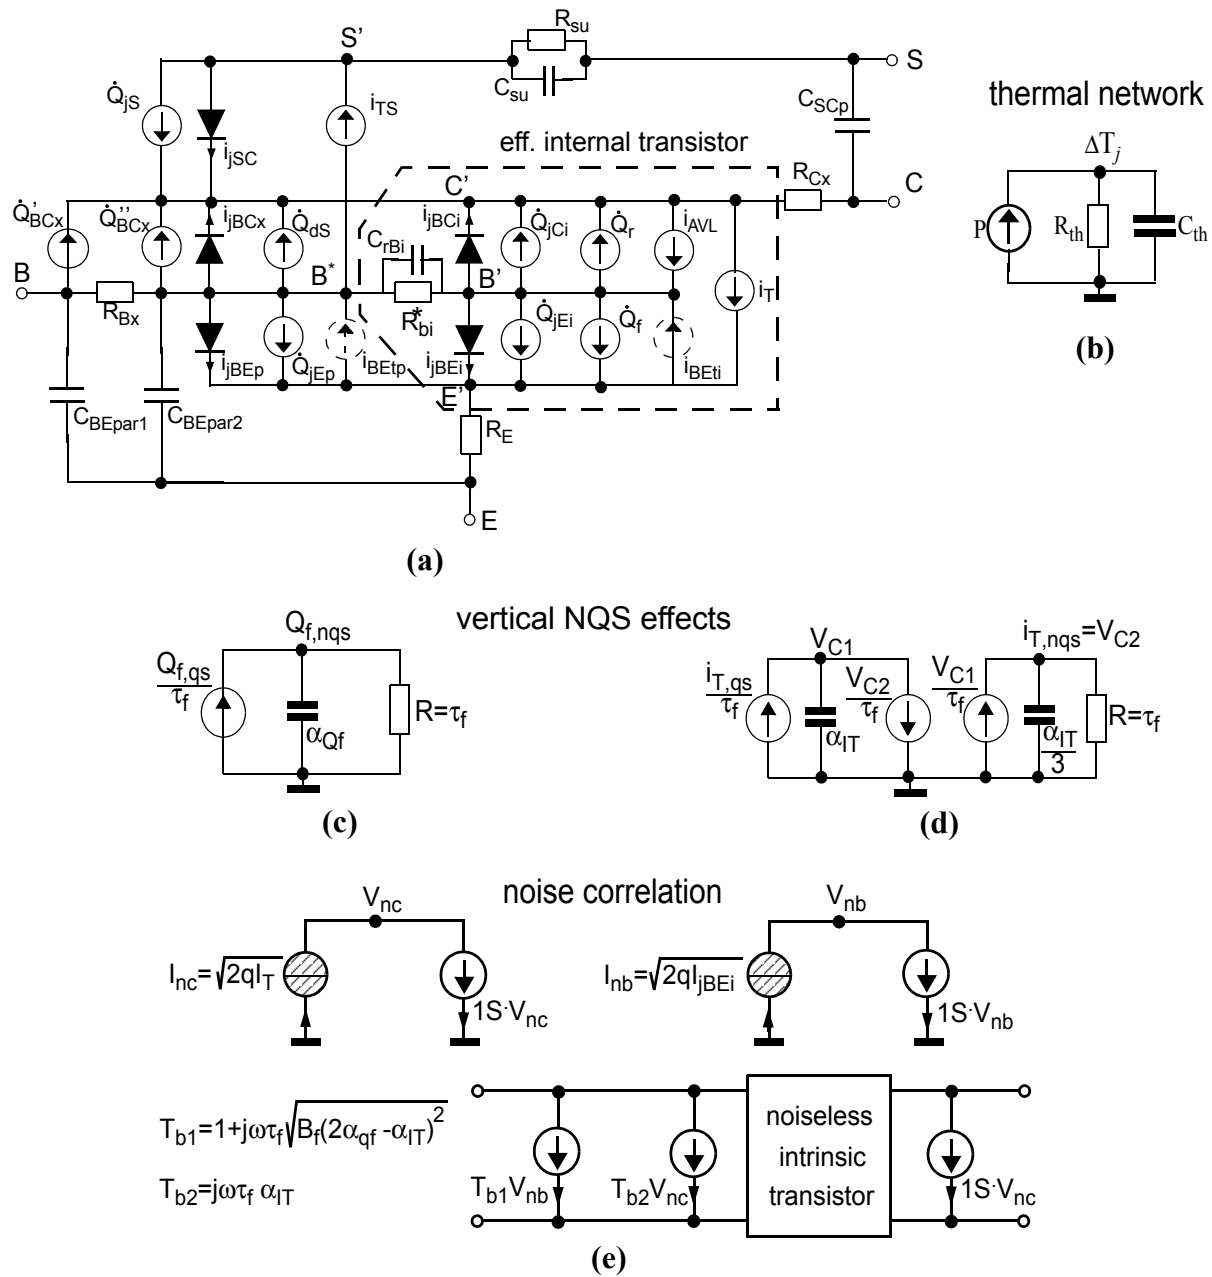 R_su
S'
S
C_su
Q̇_jS
i_TS
C_SCp
thermal network
i_jSC
eff. internal transistor
ΔT_j
R_Cx
C'
C
Q̇'_BCx
Q̇''_BCx
i_jBCx
Q̇_dS
i_jBCi
Q̇_jCi
Q̇_r
i_AVL
P
R_th
C_th
C_rBi
B
B*
B'
i_T
R_Bx
R*_bi
Q̇_jEi
Q̇_f
i_jBEp
Q̇_jEp
i_BEtp
i_jBEi
i_BEti
(b)
E'
C_BEpar1
C_BEpar2
R_E
E
(a)
vertical NQS effects
Q_f,nqs
V_C1
i_T,nqs=V_C2
Q_f,qs
τ_f
α_Qf
R=τ_f
i_T,qs
τ_f
α_IT
V_C2
τ_f
V_C1
τ_f
α_IT
3
R=τ_f
(c)
(d)
noise correlation
V_nc
V_nb
I_nc=√2qI_T
1S·V_nc
I_nb=√2qI_jBEi
1S·V_nb
T_b1=1+jωτ_f√B_f(2α_qf -α_IT)^2
T_b2=jωτ_f α_IT
T_b1V_nb
T_b2V_nc
noiseless
intrinsic
transistor
1S·V_nc
(e)